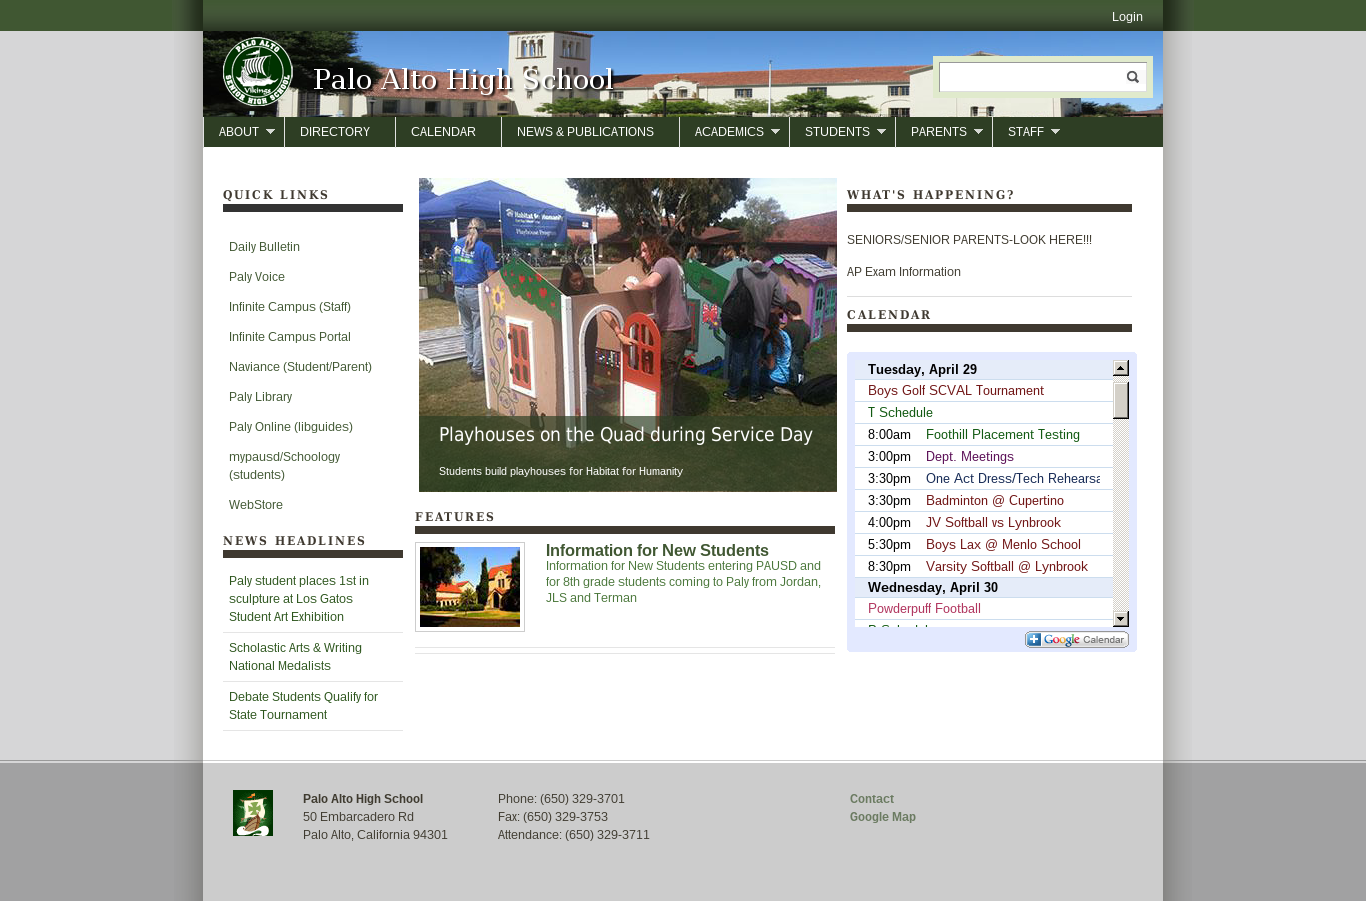 Login
PALO ALTO
Vikings
SENIOR HIGH SCHOOL
Palo Alto High School
ABOUT
DIRECTORY
CALENDAR
NEWS & PUBLICATIONS
ACADEMICS
STUDENTS
PARENTS
STAFF
QUICK LINKS
Daily Bulletin
Paly Voice
Infinite Campus (Staff)
Infinite Campus Portal
Naviance (Student/Parent)
Paly Library
Paly Online (libguides)
mypausd/Schoology
(students)
WebStore
NEWS HEADLINES
Paly student places 1st in
sculpture at Los Gatos
Student Art Exhibition
Scholastic Arts & Writing
National Medalists
Debate Students Qualify for
State Tournament
Habitat
Playhouse Program
Playhouses on the Quad during Service Day
Students build playhouses for Habitat for Humanity
FEATURES
Information for New Students
Information for New Students entering PAUSD and
for 8th grade students coming to Paly from Jordan,
JLS and Terman
WHAT'S HAPPENING?
SENIORS/SENIOR PARENTS-LOOK HERE!!!
AP Exam Information
CALENDAR
Tuesday, April 29
Boys Golf SCVAL Tournament
T Schedule
8:00am Foothill Placement Testing
3:00pm Dept. Meetings
3:30pm One Act Dress/Tech Rehearsa
3:30pm Badminton @ Cupertino
4:00pm JV Softball vs Lynbrook
5:30pm Boys Lax @ Menlo School
8:30pm Varsity Softball @ Lynbrook
Wednesday, April 30
Powderpuff Football
Google Calendar
Palo Alto High School
50 Embarcadero Rd
Palo Alto, California 94301
Phone: (650) 329-3701
Fax: (650) 329-3753
Attendance: (650) 329-3711
Contact
Google Map